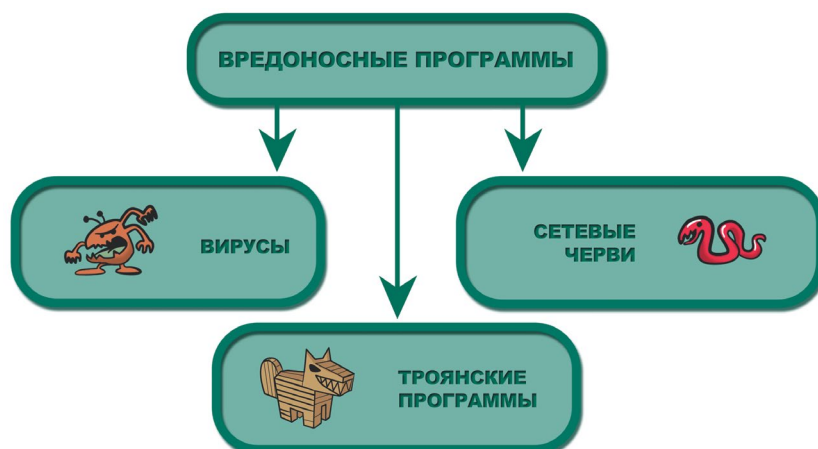 ВРЕДОНОСНЫЕ ПРОГРАММЫ
ВИРУСЫ
СЕТЕВЫЕ
ЧЕРВИ
ТРОЯНСКИЕ
ПРОГРАММЫ